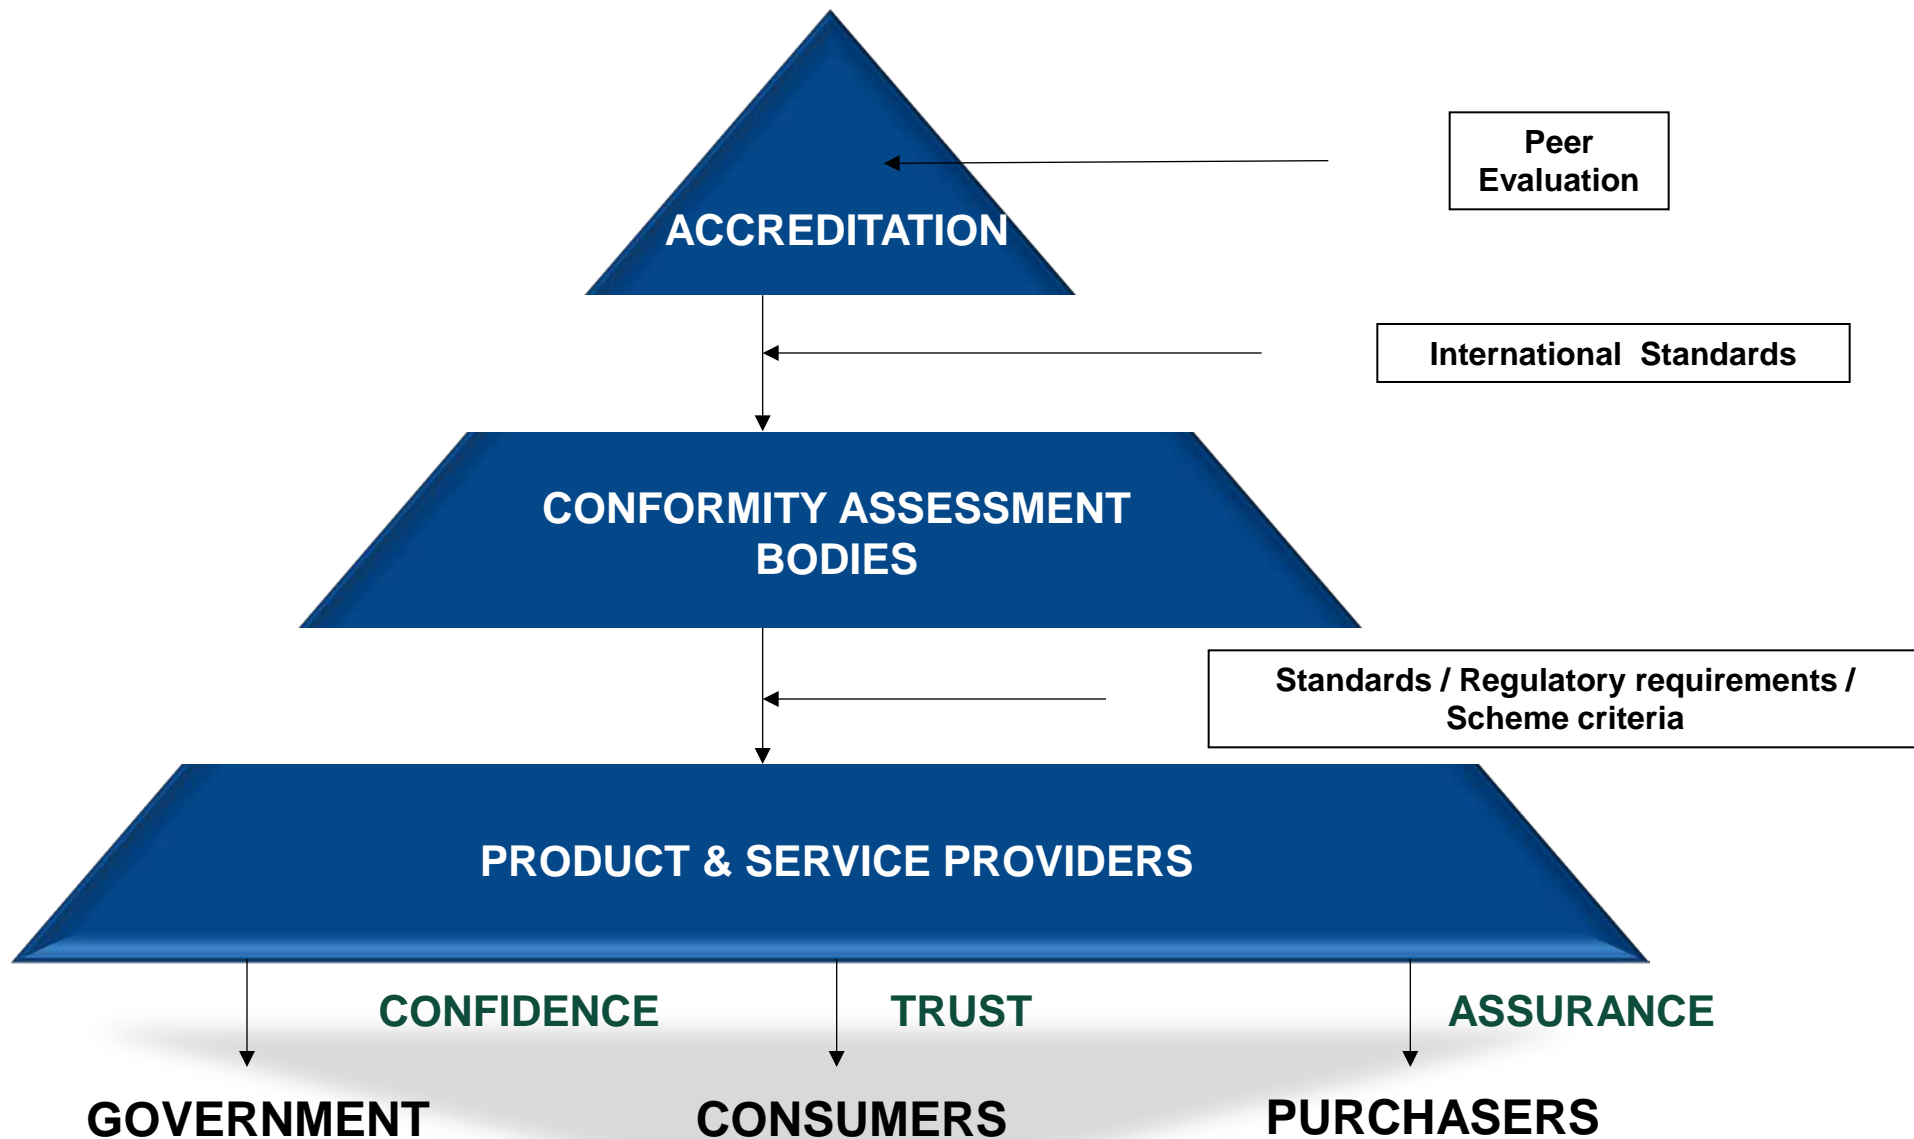 Peer
Evaluation
ACCREDITATION
International Standards
CONFORMITY ASSESSMENT
BODIES
Standards / Regulatory requirements /
Scheme criteria
PRODUCT & SERVICE PROVIDERS
CONFIDENCE
TRUST
ASSURANCE
GOVERNMENT
CONSUMERS
PURCHASERS